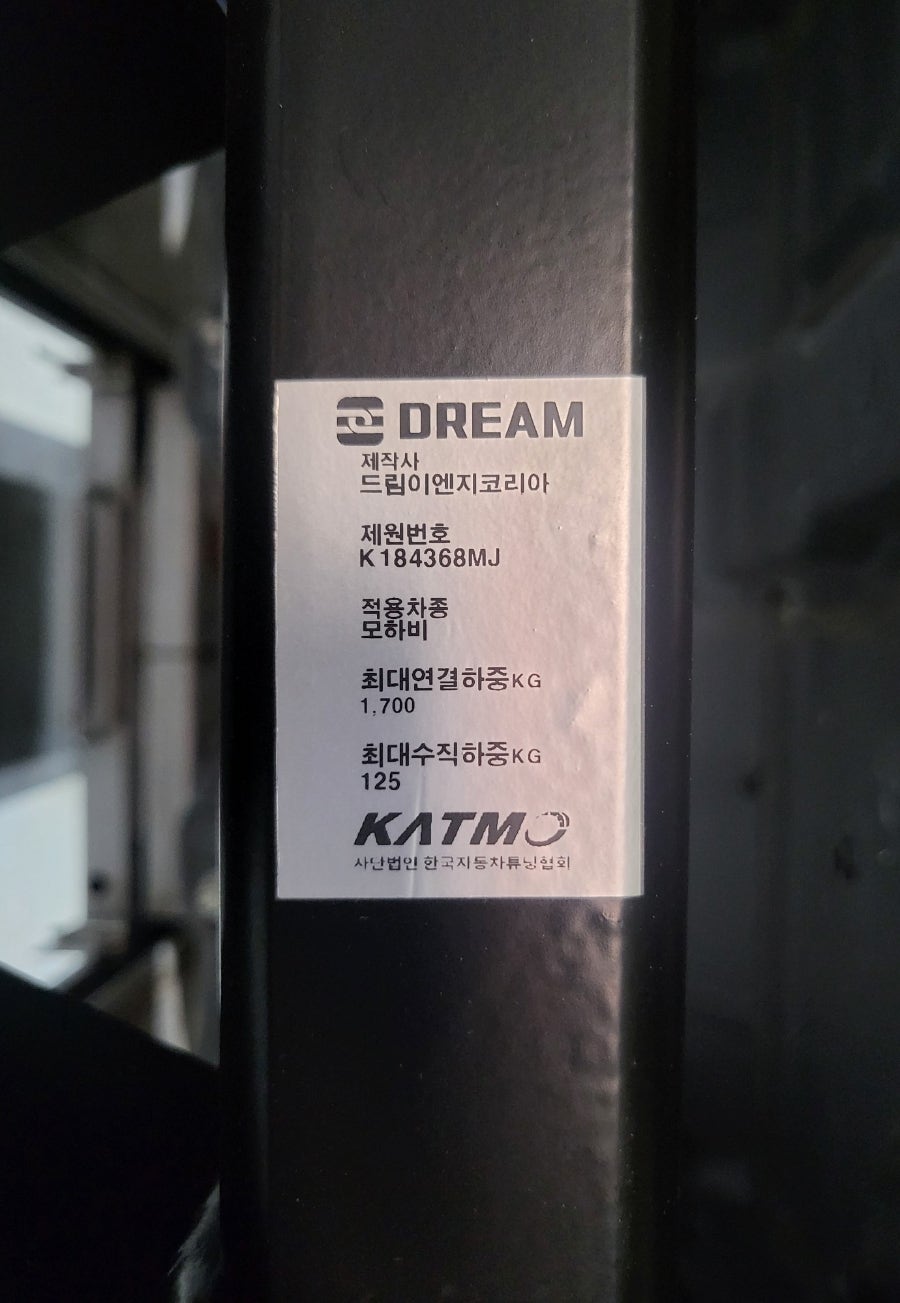 DREAM
제작사
드림이엔지코리아
제원번호
K184368MJ
적용차종
모하비
최대연결하중KG
1,700
최대수직하중KG
125
KATMO
사단법인 한국자동차튜닝협회